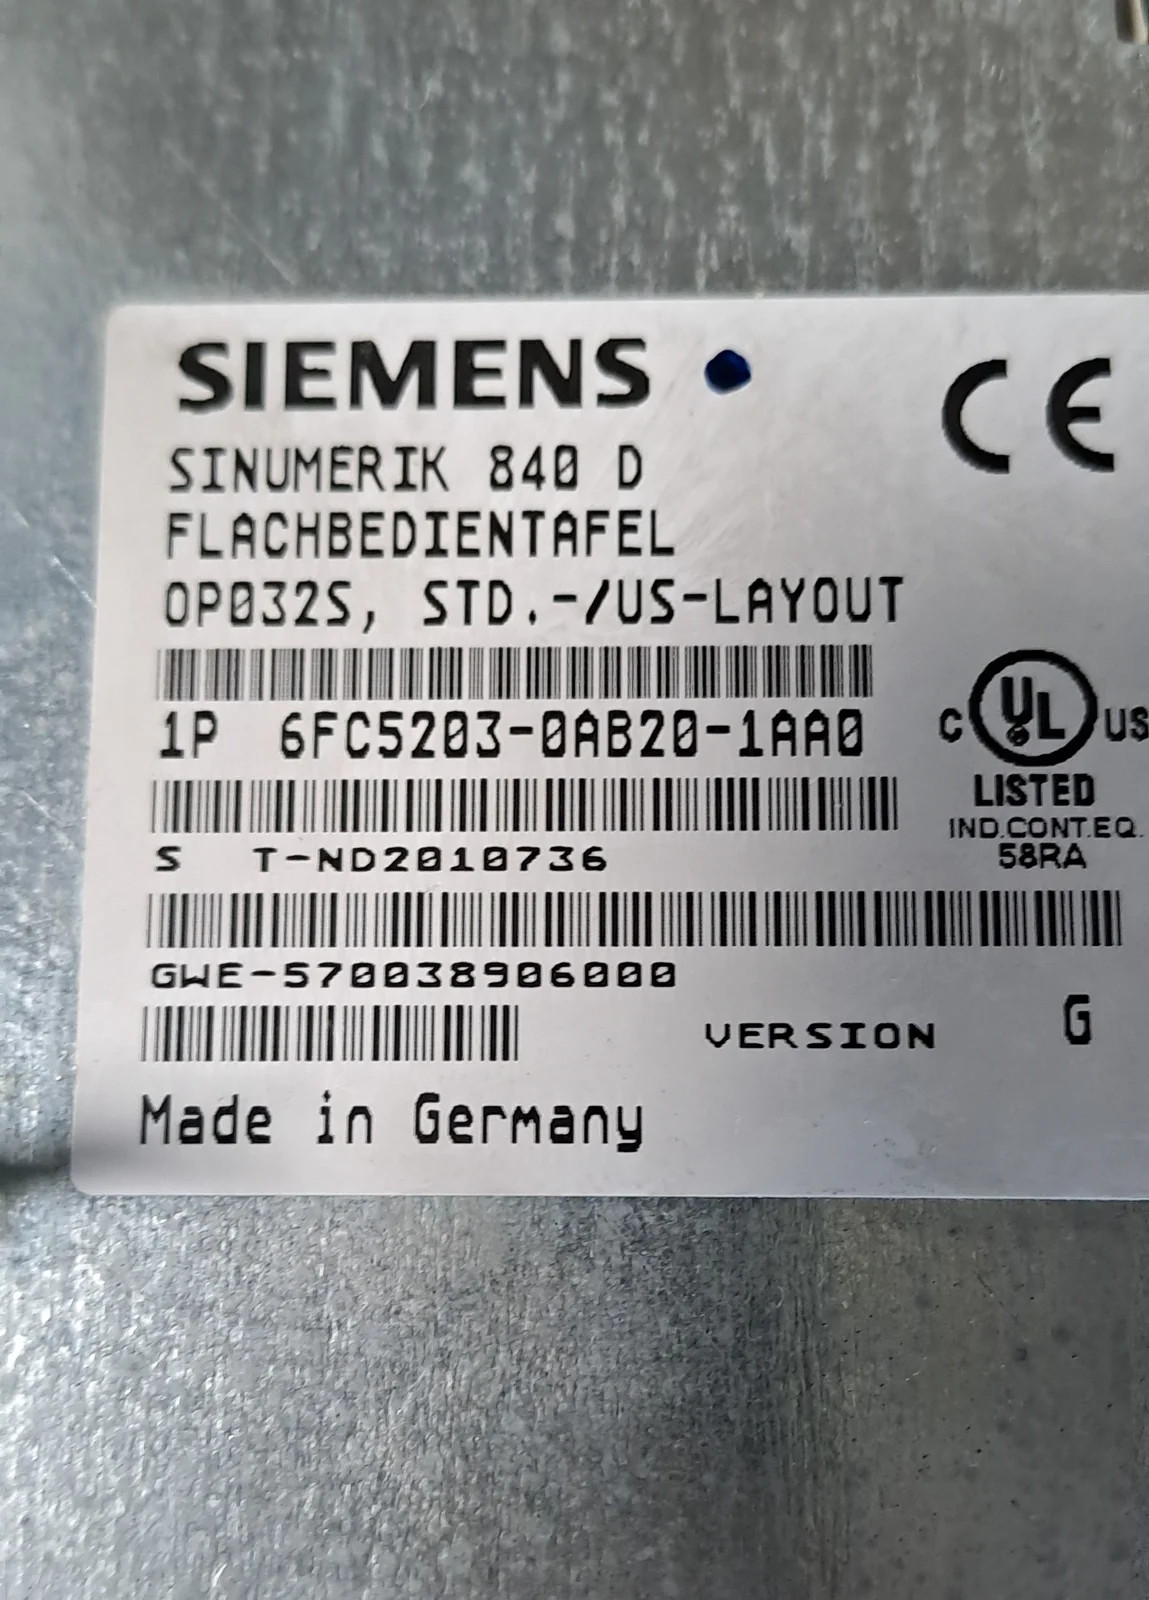 SIEMENS
CE
SINUMERIK 840 D
FLACHBEDIENTAFEL
OP032S, STD.-/US-LAYOUT
1P 6FC5203-0AB20-1AA0
C UL US
LISTED
IND.CONT.EQ.
58RA
S T-ND2010736
GWE-570038906000
VERSION G
Made in Germany